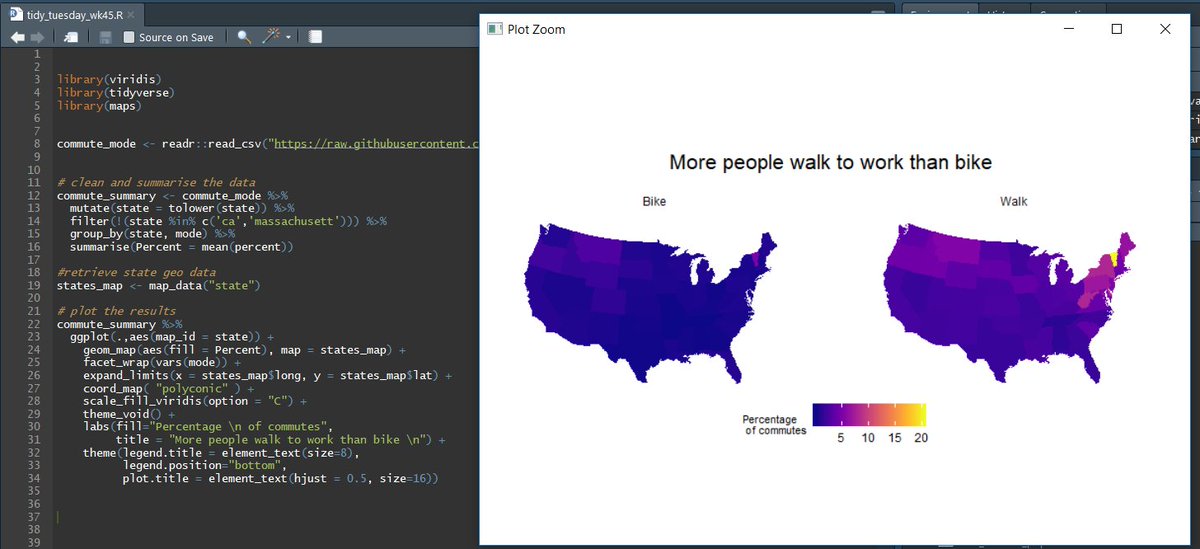 tidy_tuesday_wk45.R
Source on Save
1
2
3 library(viridis)
4 library(tidyverse)
5 library(maps)
6
7
8 commute_mode <- readr::read_csv("https://raw.githubusercontent.c
9
10
11 # clean and summarise the data
12 commute_summary <- commute_mode %>%
13 mutate(state = tolower(state)) %>%
14 filter(!(state %in% c('ca','massachusett'))) %>%
15 group_by(state, mode) %>%
16 summarise(Percent = mean(percent))
17
18 #retrieve state geo data
19 states_map <- map_data("state")
20
21 # plot the results
22 commute_summary %>%
23 ggplot(.,aes(map_id = state)) +
24 geom_map(aes(fill = Percent), map = states_map) +
25 facet_wrap(vars(mode)) +
26 expand_limits(x = states_map$long, y = states_map$lat) +
27 coord_map( "polyconic" ) +
28 scale_fill_viridis(option = "C") +
29 theme_void() +
30 labs(fill="Percentage \n of commutes",
31 title = "More people walk to work than bike \n") +
32 theme(legend.title = element_text(size=8),
33 legend.position="bottom",
34 plot.title = element_text(hjust = 0.5, size=16))
35
36
37
38
39
Plot Zoom
More people walk to work than bike
Bike
Walk
Percentage
of commutes
5 10 15 20